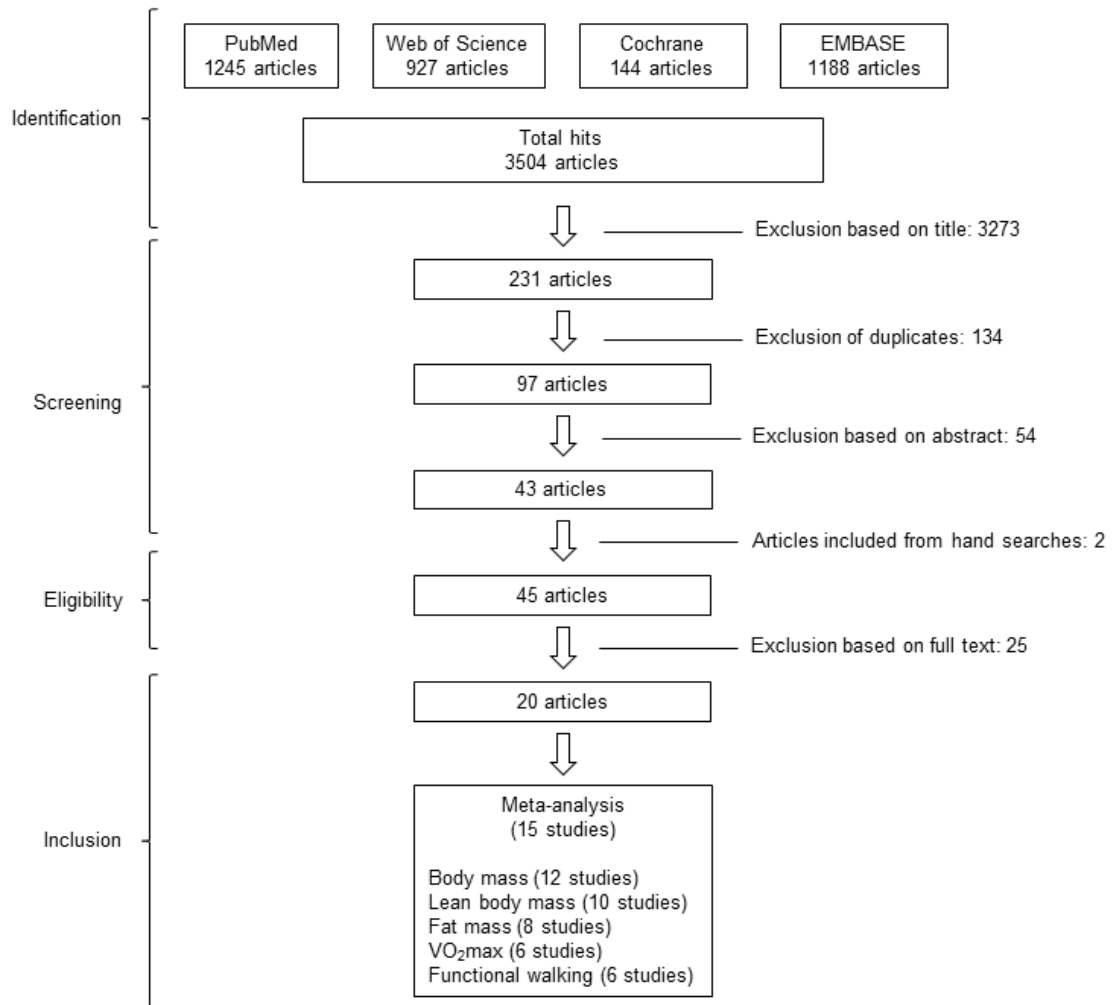 PubMed
1245 articles
Web of Science
927 articles
Cochrane
144 articles
EMBASE
1188 articles
Identification
Total hits
3504 articles
Exclusion based on title: 3273
231 articles
Exclusion of duplicates: 134
97 articles
Screening
Exclusion based on abstract: 54
43 articles
Articles included from hand searches: 2
45 articles
Eligibility
Exclusion based on full text: 25
20 articles
Meta-analysis
(15 studies)
Inclusion
Body mass (12 studies)
Lean body mass (10 studies)
Fat mass (8 studies)
VO₂max (6 studies)
Functional walking (6 studies)